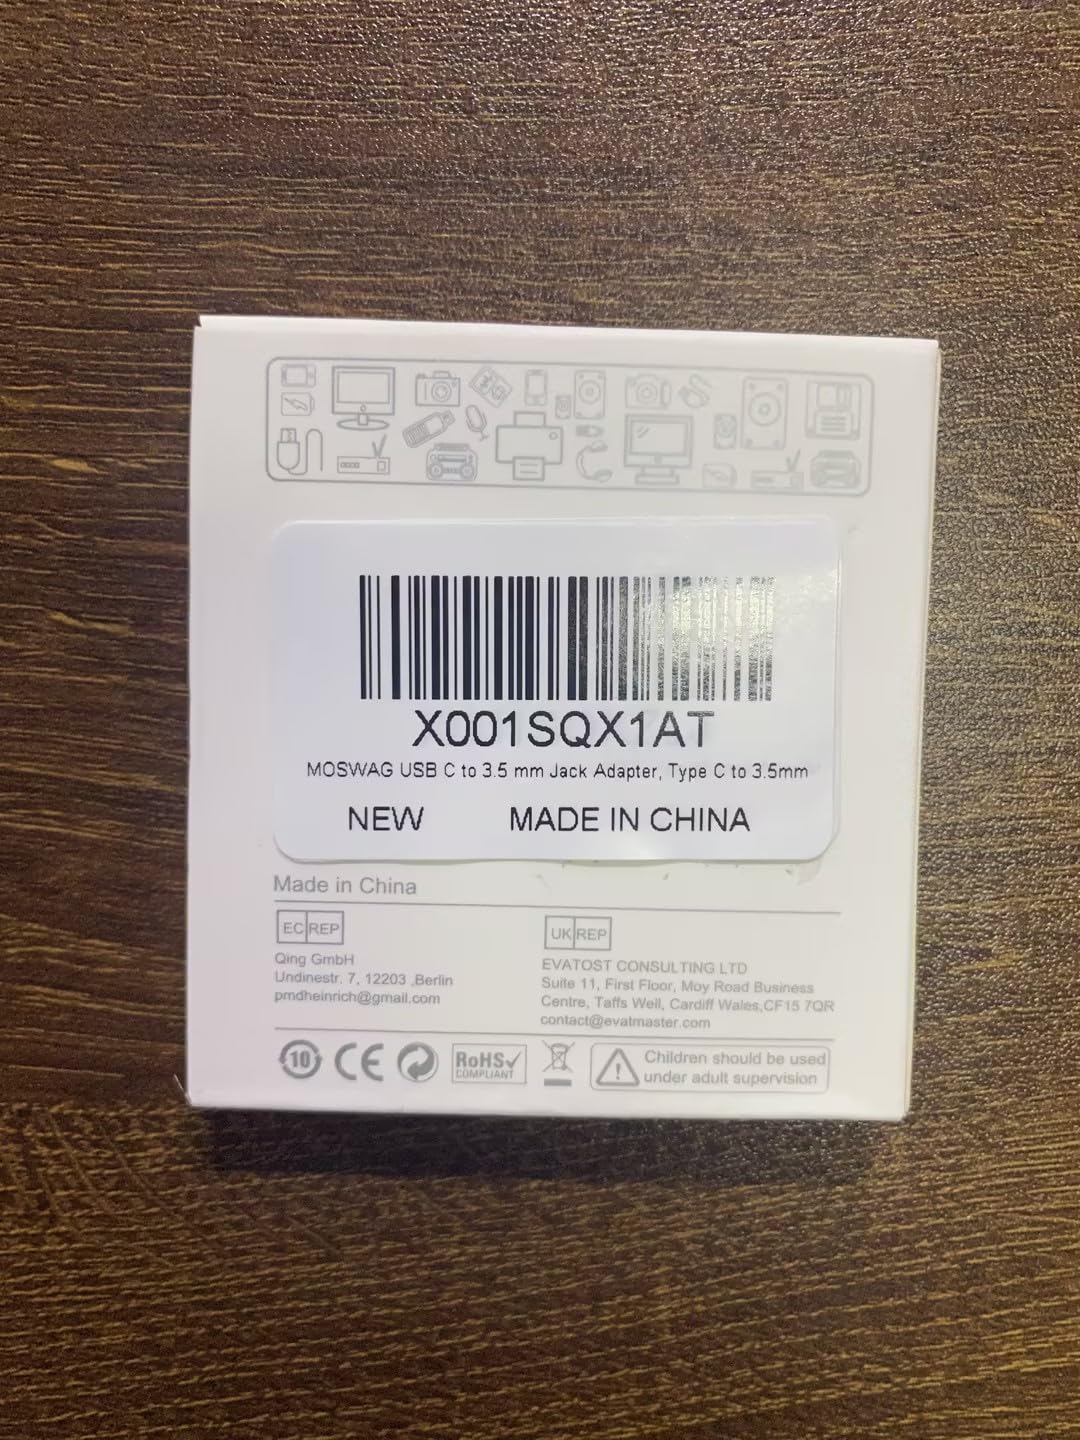 X001SQX1AT
MOSWAG USB C to 3.5 mm Jack Adapter, Type C to 3.5mm
NEW MADE IN CHINA
Made in China
EC REP
Qing GmbH
Undinestr. 7, 12203 ,Berlin
pmdheinrich@gmail.com
UK REP
EVATOST CONSULTING LTD
Suite 11, First Floor, Moy Road Business
Centre, Taffs Well, Cardiff Wales,CF15 7QR
contact@evatmaster.com
10
CE
RoHS
COMPLIANT
Children should be used
under adult supervision